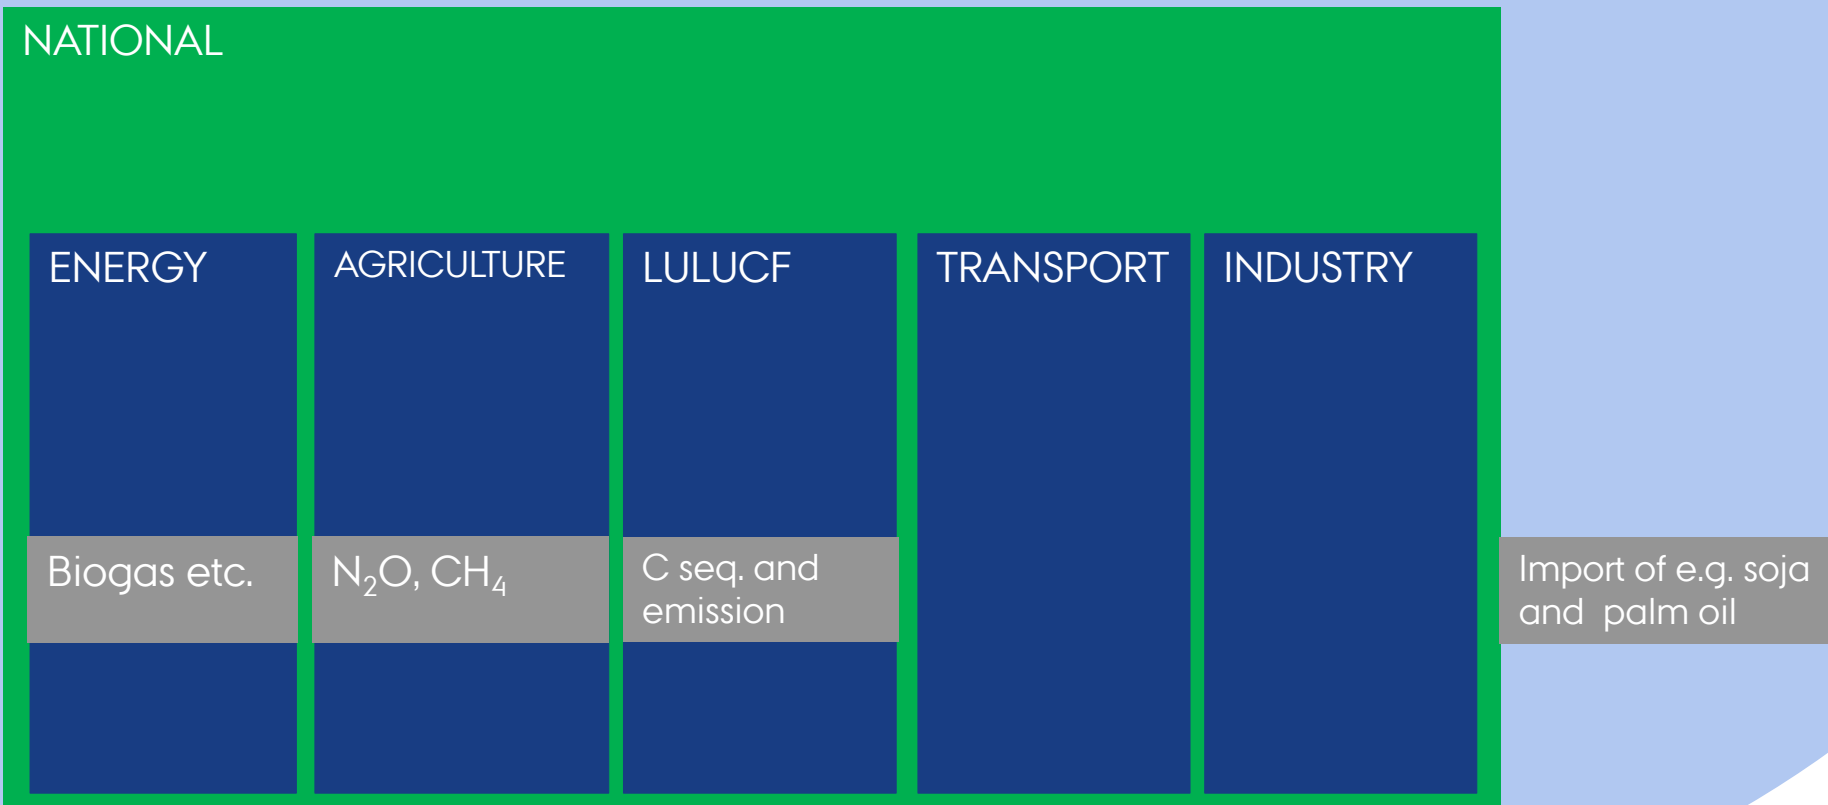 NATIONAL
ENERGY
AGRICULTURE
LULUCF
TRANSPORT
INDUSTRY
Biogas etc.
N₂O, CH₄
C seq. and
emission
Import of e.g. soja
and palm oil